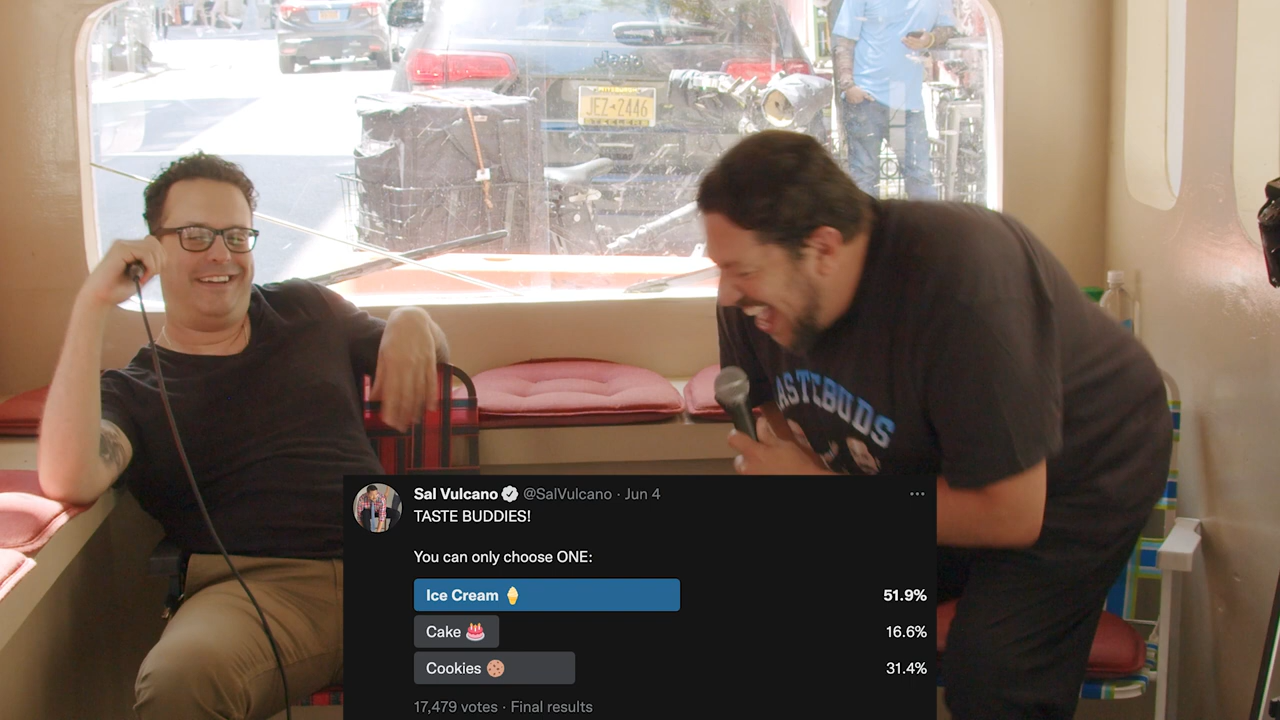 Jeep
JEZ 2446
ASTEBUDS
Sal Vulcano @SalVulcano · Jun 4
TASTE BUDDIES!
You can only choose ONE:
Ice Cream 🍦 51.9%
Cake 🎂 16.6%
Cookies 🍪 31.4%
17,479 votes · Final results